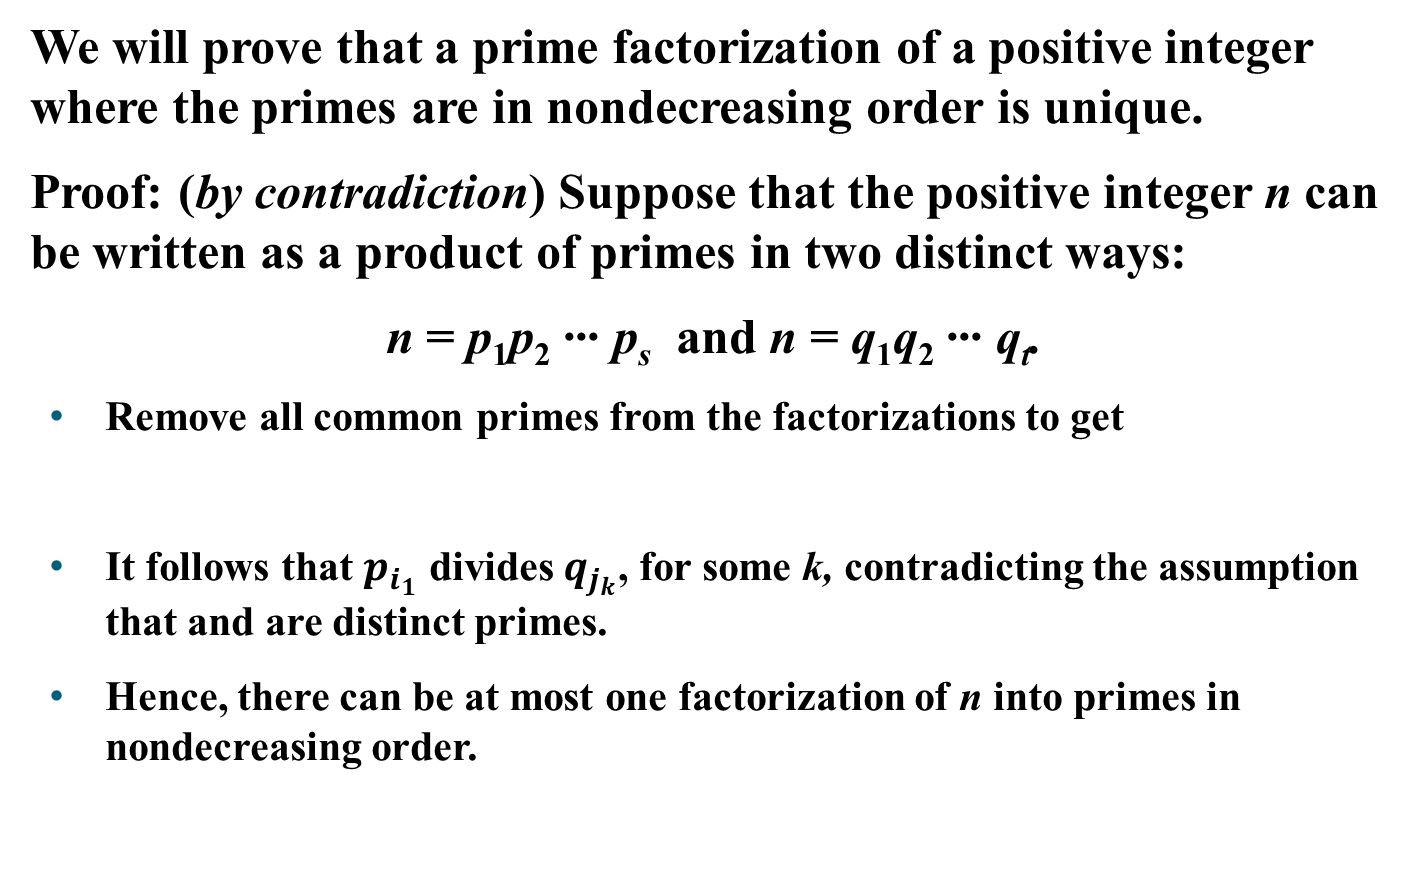 We will prove that a prime factorization of a positive integer
where the primes are in nondecreasing order is unique.
Proof: (by contradiction) Suppose that the positive integer n can
be written as a product of primes in two distinct ways:
n = p₁p₂ ··· pₛ and n = q₁q₂ ··· qₜ.
• Remove all common primes from the factorizations to get
• It follows that $p_{i_1}$ divides $q_{j_k}$, for some k, contradicting the assumption
that and are distinct primes.
• Hence, there can be at most one factorization of n into primes in
nondecreasing order.